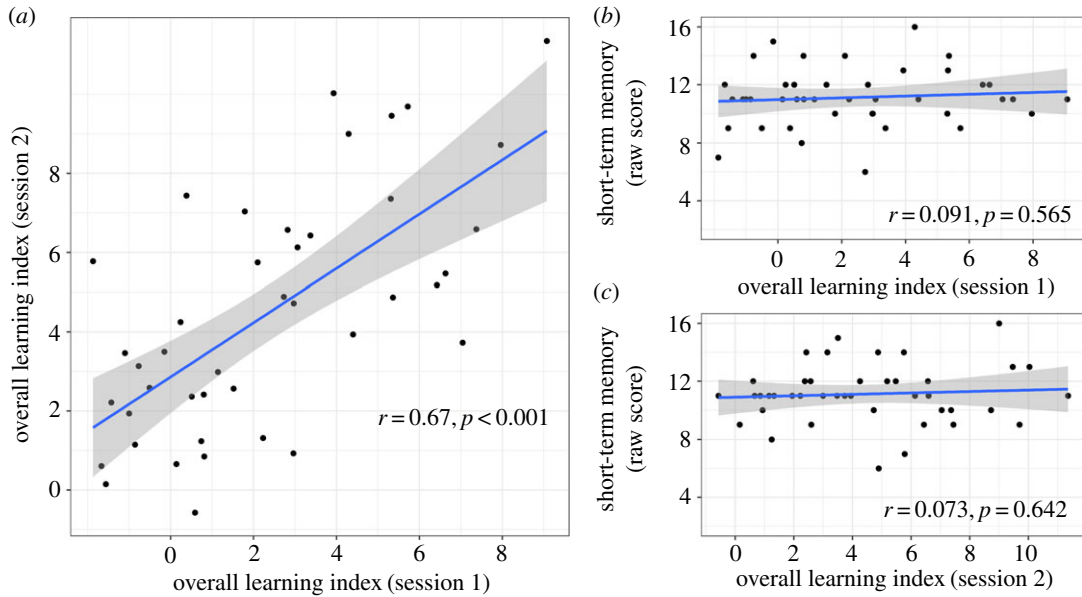 (a)
overall learning index (session 2)
8
6
4
2
0
r = 0.67, p < 0.001
0 2 4 6 8
overall learning index (session 1)
(b)
short-term memory
(raw score)
16
12
8
4
r = 0.091, p = 0.565
0 2 4 6 8
overall learning index (session 1)
(c)
short-term memory
(raw score)
16
12
8
4
r = 0.073, p = 0.642
0 2 4 6 8 10
overall learning index (session 2)